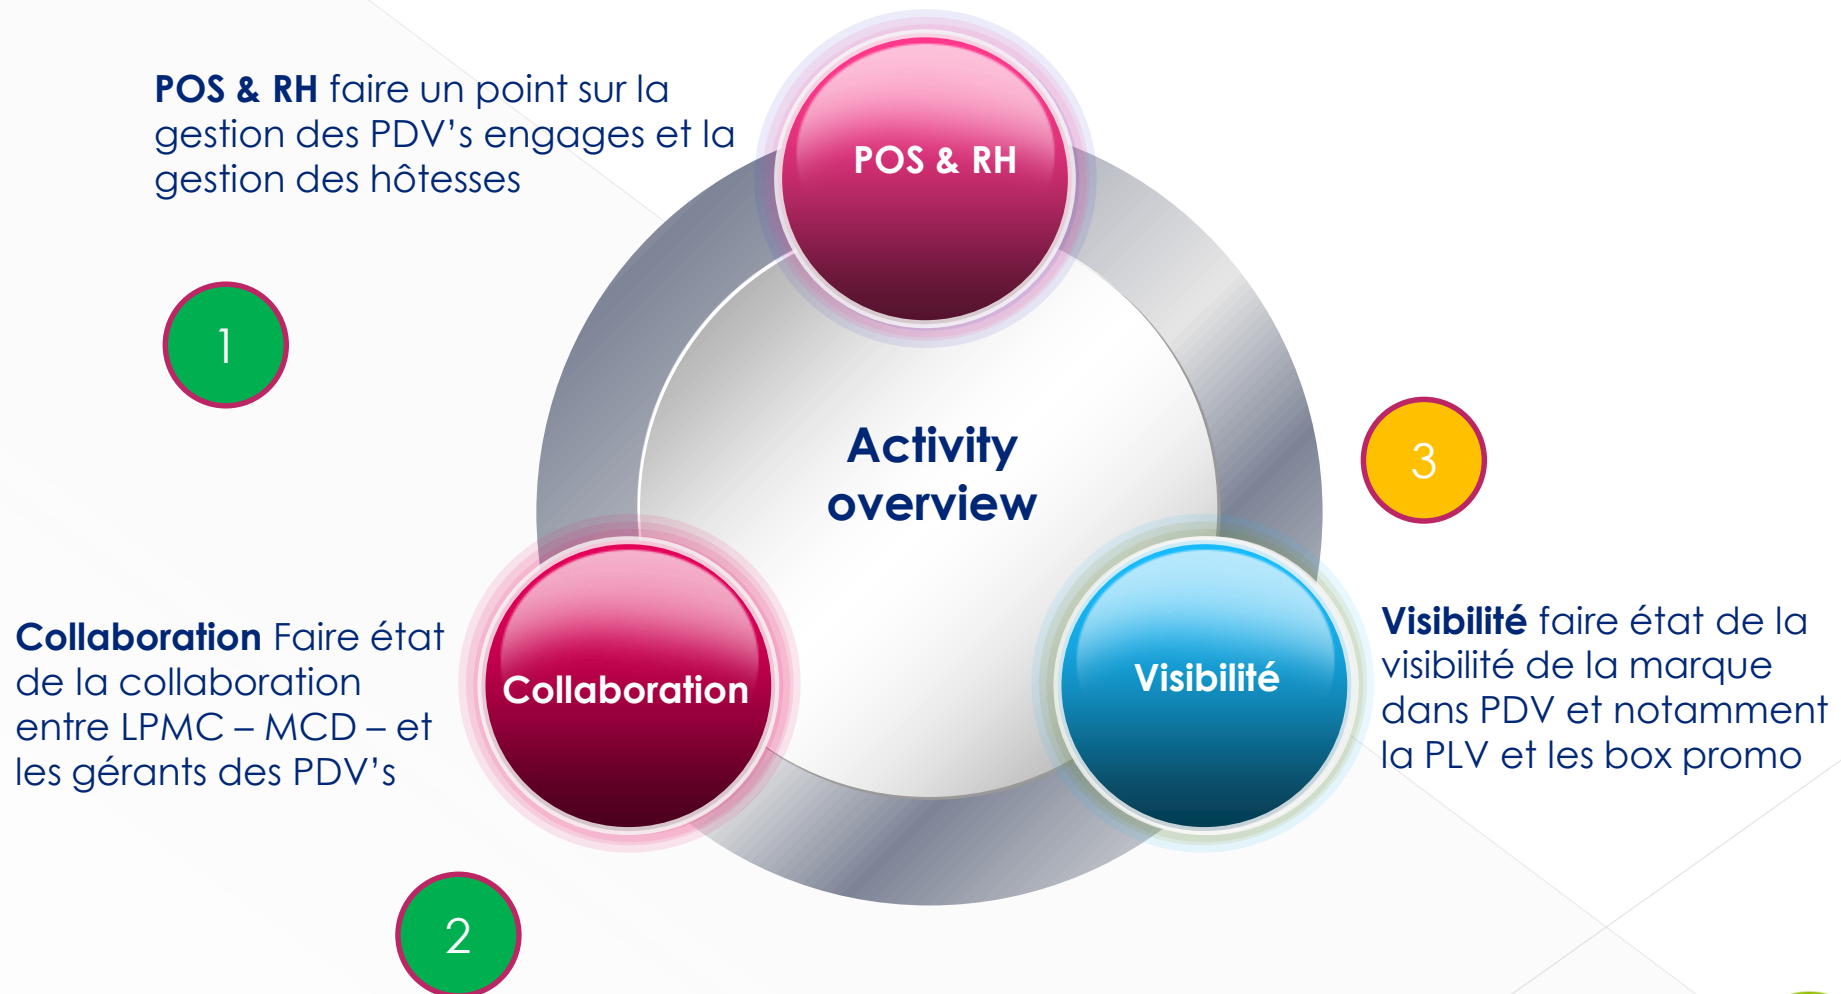 POS & RH faire un point sur la
gestion des PDV's engages et la
gestion des hôtesses
POS & RH
1
Activity
overview
3
Collaboration Faire état
de la collaboration
entre LPMC – MCD – et
les gérants des PDV's
Collaboration
Visibilité
Visibilité faire état de la
visibilité de la marque
dans PDV et notamment
la PLV et les box promo
2